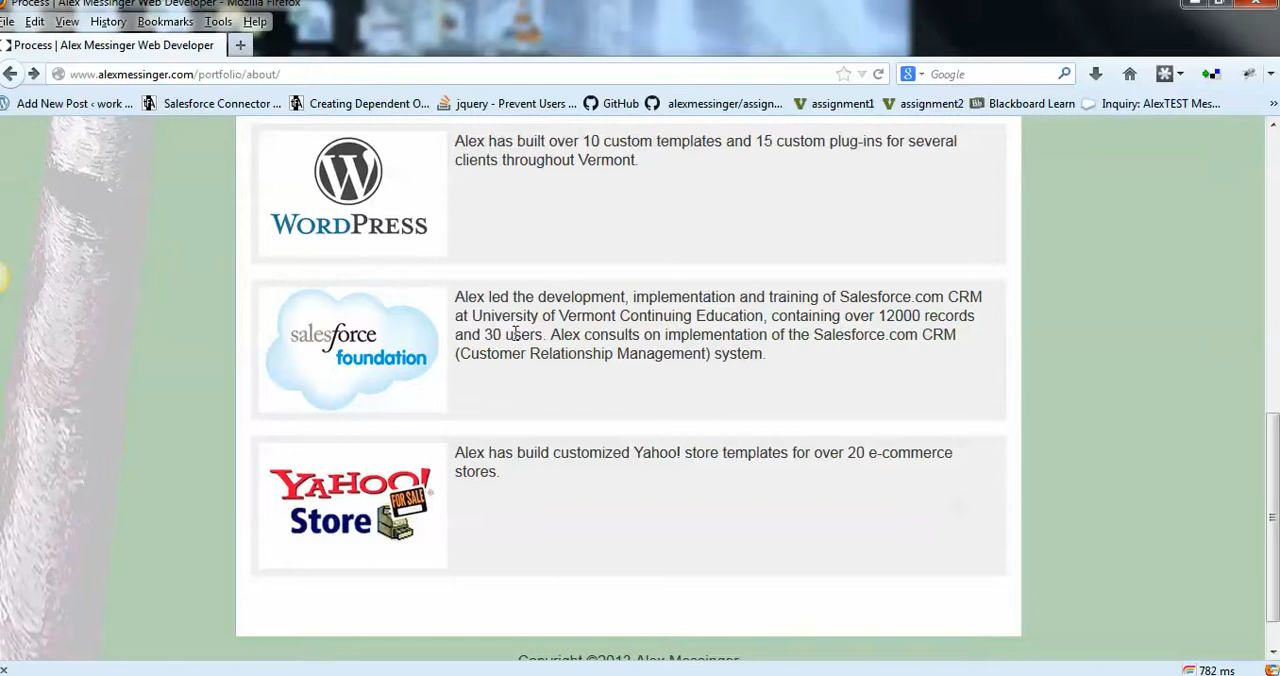 Process | Alex Messinger Web Developer - Mozilla Firefox
File Edit View History Bookmarks Tools Help
Process | Alex Messinger Web Developer +
www.alexmessinger.com/portfolio/about/ Google
Add New Post ‹ work ... Salesforce Connector ... Creating Dependent O... jquery - Prevent Users ... GitHub alexmessinger/assign... assignment1 assignment2 Bb Blackboard Learn Inquiry: AlexTEST Mes... »
WORDPRESS
Alex has built over 10 custom templates and 15 custom plug-ins for several
clients throughout Vermont.
salesforce
foundation
Alex led the development, implementation and training of Salesforce.com CRM
at University of Vermont Continuing Education, containing over 12000 records
and 30 users. Alex consults on implementation of the Salesforce.com CRM
(Customer Relationship Management) system.
YAHOO!
FOR SALE
Store
Alex has build customized Yahoo! store templates for over 20 e-commerce
stores.
Copyright ©2013 Alex Messinger
782 ms